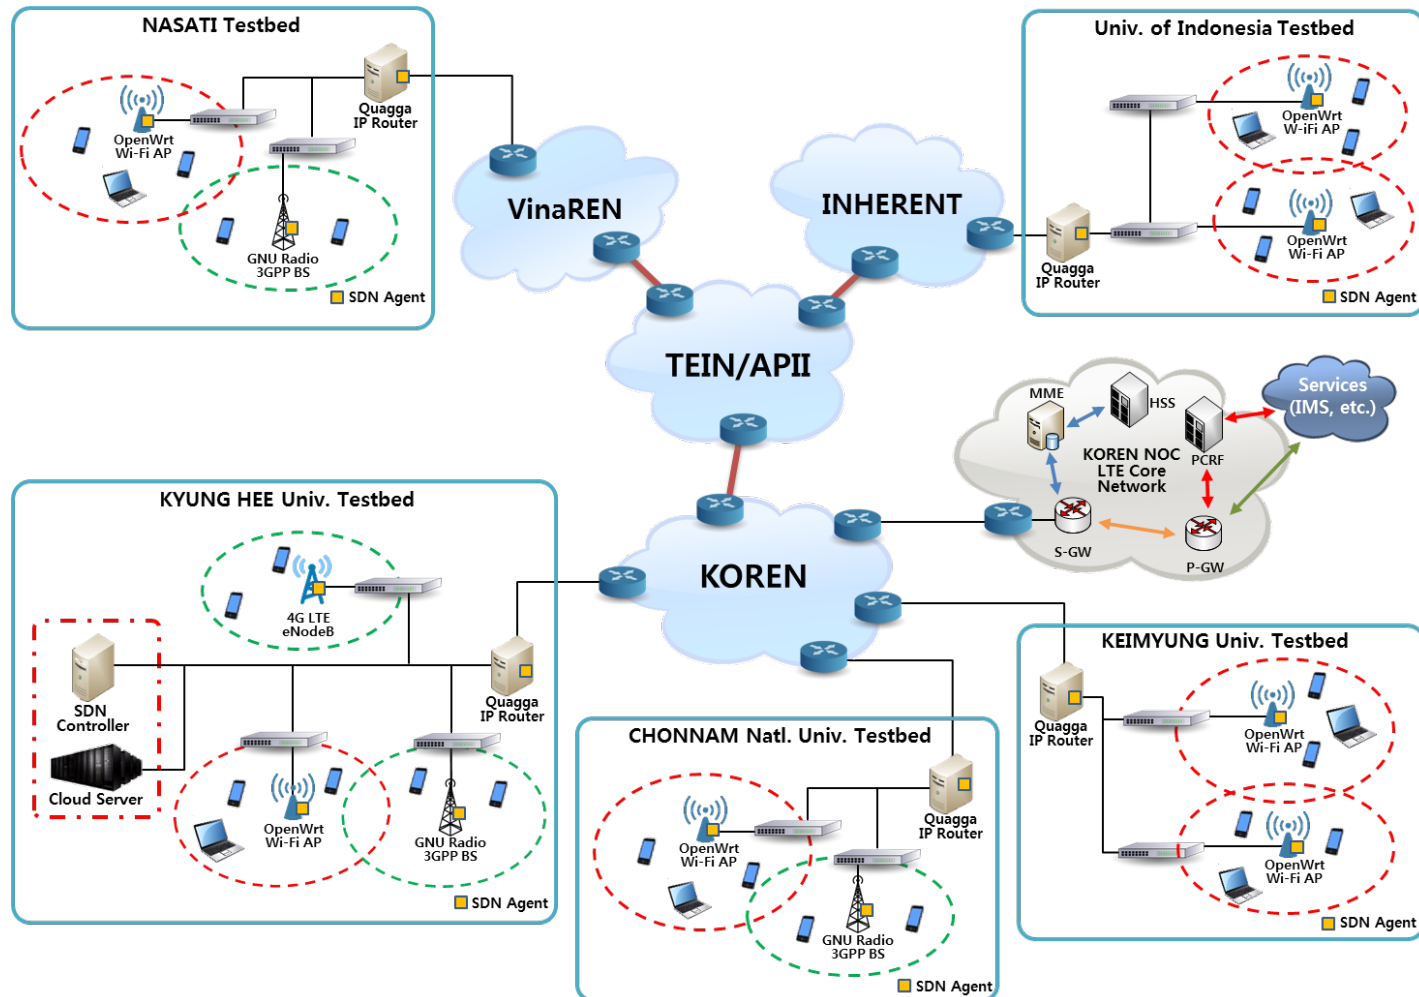 NASATI Testbed
Quagga
IP Router
OpenWrt
Wi-Fi AP
GNU Radio
3GPP BS
SDN Agent
VinaREN
INHERENT
TEIN/APII
KOREN
Univ. of Indonesia Testbed
OpenWrt
W-iFi AP
OpenWrt
Wi-Fi AP
Quagga
IP Router
SDN Agent
MME
HSS
PCRF
KOREN NOC
LTE Core
Network
S-GW
P-GW
Services
(IMS, etc.)
KYUNG HEE Univ. Testbed
4G LTE
eNodeB
SDN
Controller
Cloud Server
Quagga
IP Router
OpenWrt
Wi-Fi AP
GNU Radio
3GPP BS
SDN Agent
CHONNAM Natl. Univ. Testbed
OpenWrt
Wi-Fi AP
Quagga
IP Router
GNU Radio
3GPP BS
SDN Agent
KEIMYUNG Univ. Testbed
Quagga
IP Router
OpenWrt
Wi-Fi AP
OpenWrt
Wi-Fi AP
SDN Agent